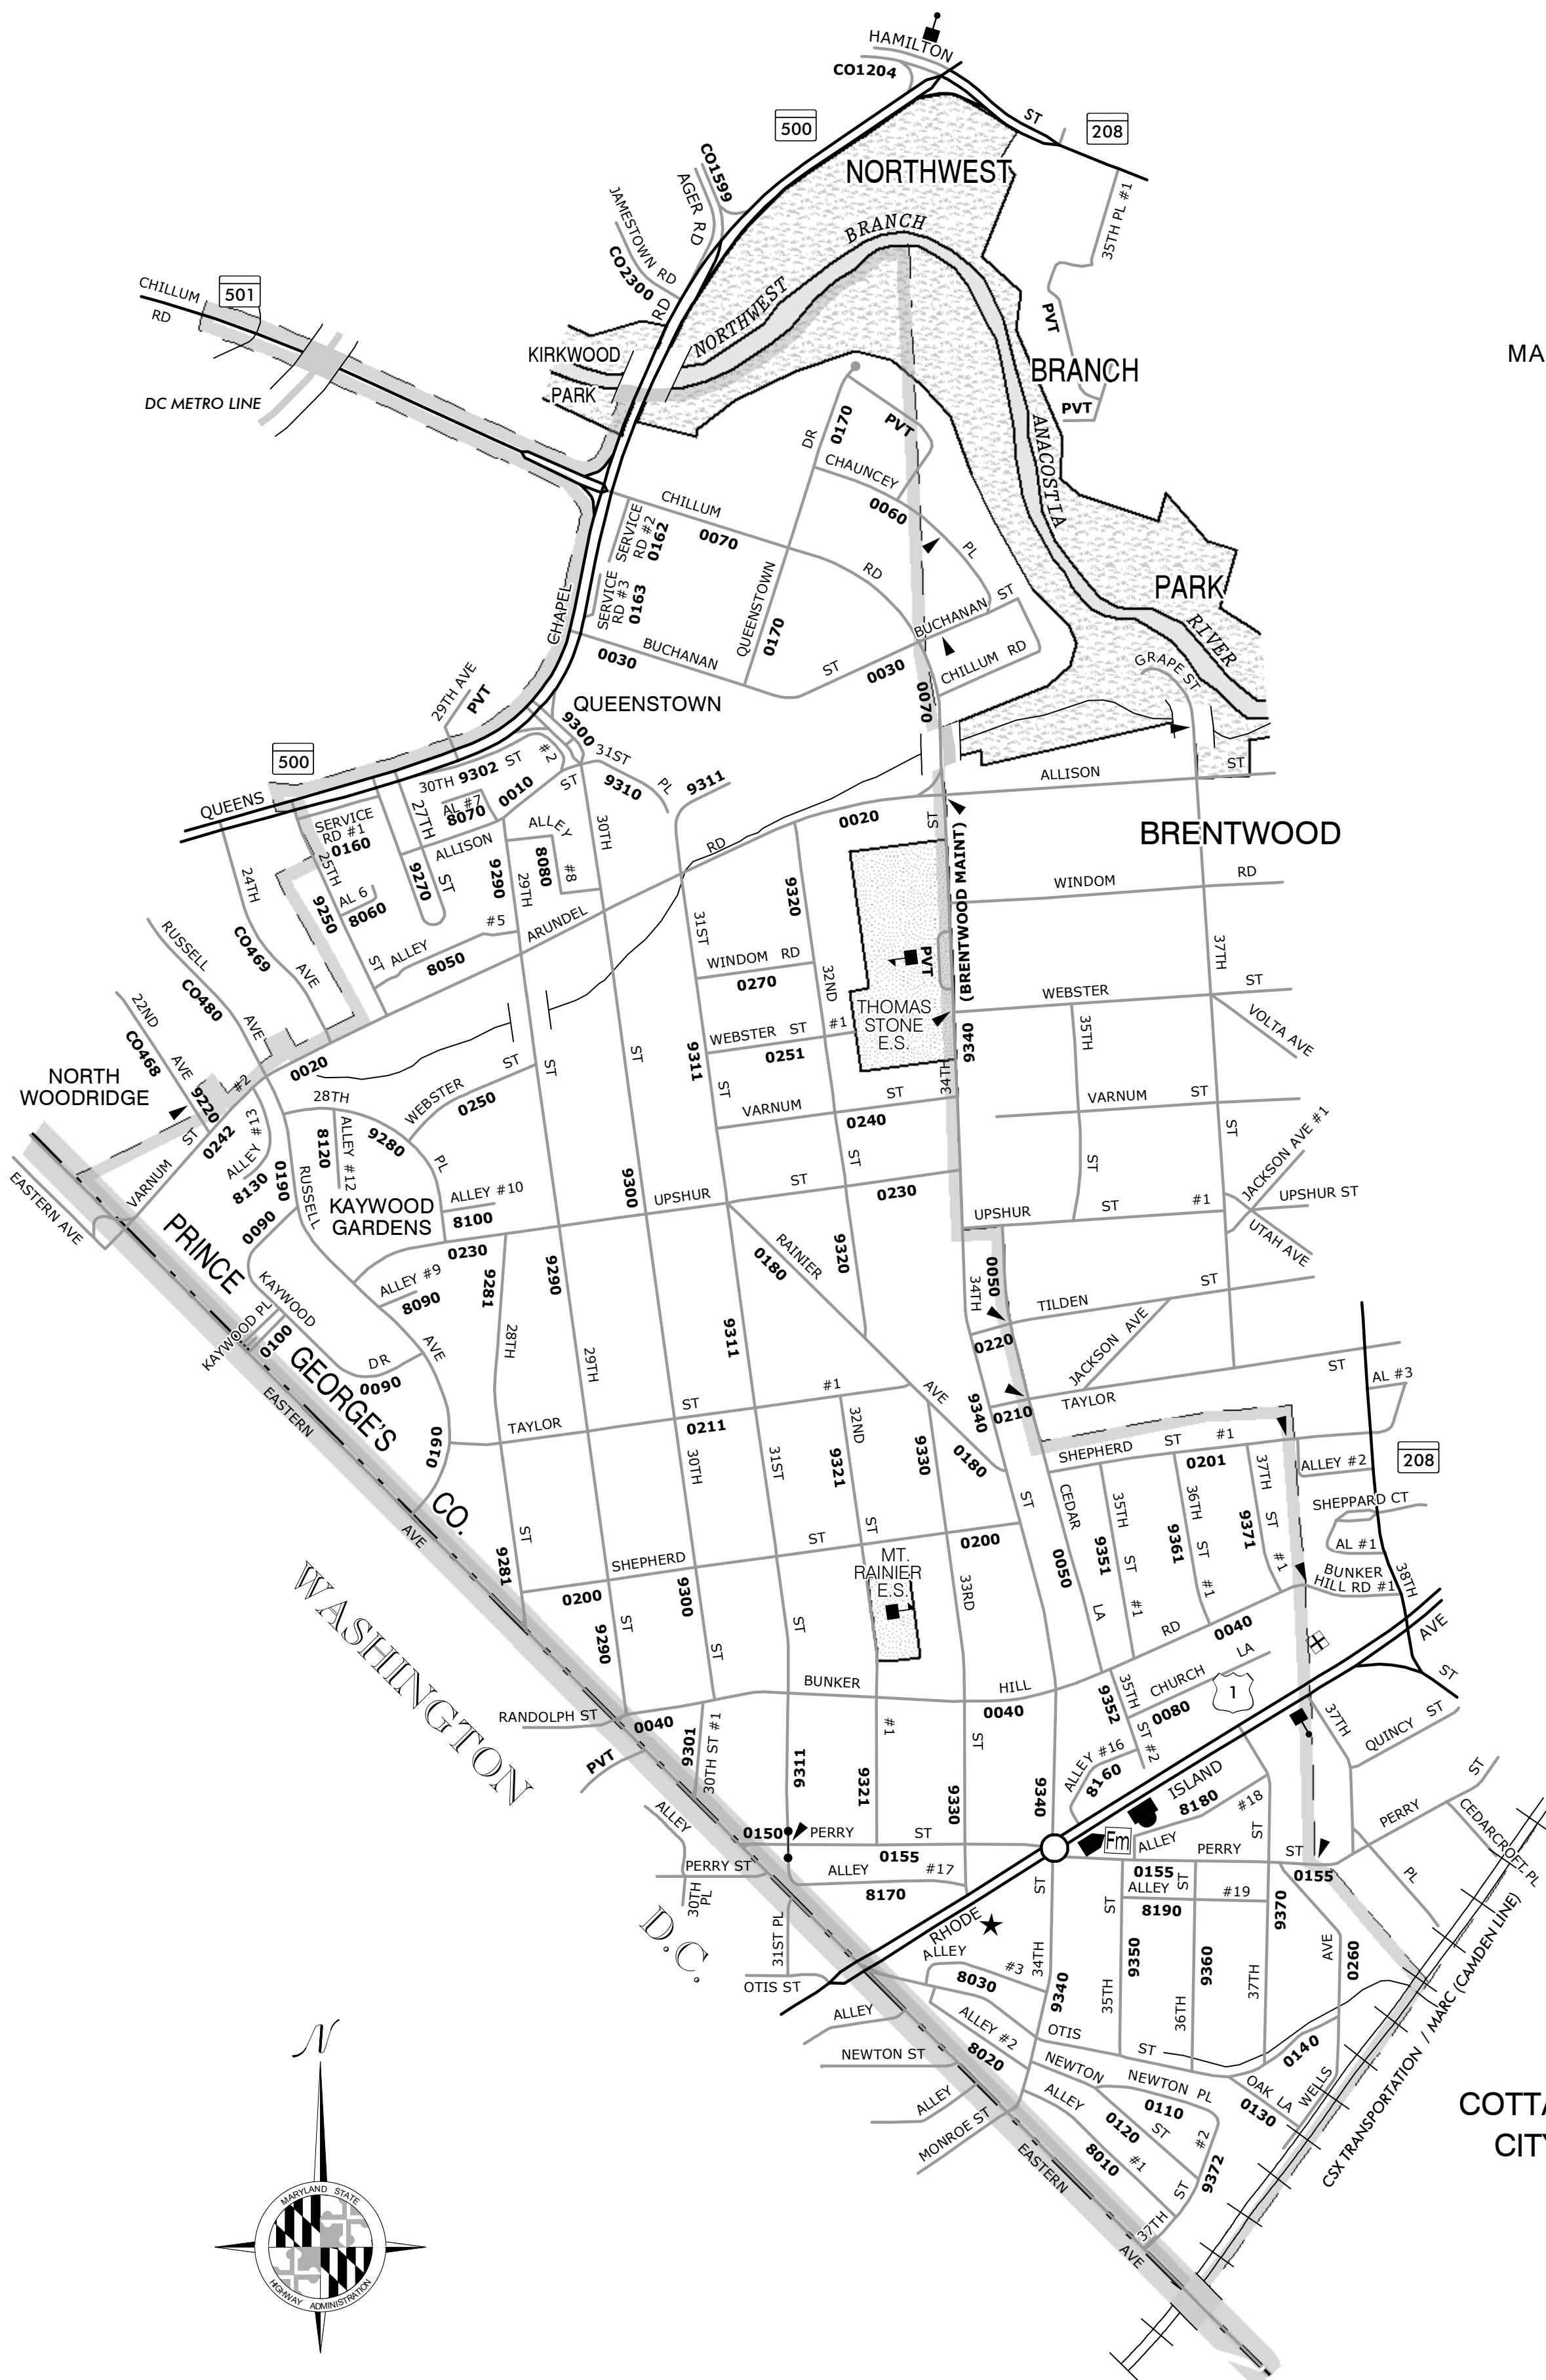 HAMILTON
CO1204
500
ST
208
NORTHWEST
CO1599
AGER RD
JAMESTOWN RD
CO2300
RD
BRANCH
NORTHWEST
35TH PL #1
PVT
CHILLUM
RD
501
DC METRO LINE
KIRKWOOD
PARK
BRANCH
PVT
MA
DR
0170
PVT
CHAUNCEY
0060
PL
ANACOSTIA
RIVER
PARK
CHILLUM
0070
RD
SERVICE
RD #2
0162
SERVICE
RD #3
0163
CHAPEL
QUEENSTOWN
0170
BUCHANAN
0030
ST
0030
BUCHANAN ST
CHILLUM RD
0070
GRAPE ST
29TH AVE
PVT
QUEENSTOWN
9300
31ST
PL
9310
9311
500
QUEENS
30TH
9302
ST
#2
0010
ST
AL #7
8070
27TH
ST
9270
ALLISON
SERVICE
RD #1
0160
25TH
9250
ST
AL 6
8060
9290
29TH
ALLEY
8080
#8
30TH
24TH
CO469
AVE
ALLEY
#5
8050
ARUNDEL
RD
0020
ALLISON
ST
ST
BRENTWOOD
(BRENTWOOD MAINT)
WINDOM
RD
31ST
9320
WINDOM RD
0270
32ND
PVT
THOMAS
STONE
E.S.
WEBSTER ST
#1
0251
9340
34TH
WEBSTER
ST
37TH
35TH
VOLTA AVE
RUSSELL
CO480
AVE
22ND
CO468
AVE
9220
#2
NORTH
WOODRIDGE
0020
ST
0242
VARNUM
EASTERN AVE
ALLEY
#13
8130
0190
RUSSELL
28TH
9280
PL
8120
ALLEY #12
WEBSTER
ST
0250
ST
ST
9311
ST
VARNUM
ST
0240
ST
VARNUM
ST
ST
ST
JACKSON AVE #1
UPSHUR ST
UTAH AVE
0090
KAYWOOD
GARDENS
ALLEY #10
8100
0230
9300
UPSHUR
ST
0230
UPSHUR
ST
#1
PRINCE
GEORGE'S
CO.
KAYWOOD
KAYWOOD PL
0100
DR
0090
ALLEY #9
8090
AVE
9281
28TH
9290
29TH
0180
RAINIER
9320
34TH
0050
TILDEN
ST
0220
JACKSON AVE
9311
EASTERN
AVE
0190
TAYLOR
ST
0211
#1
AVE
9340
0210
TAYLOR
ST
AL #3
SHEPHERD
ST
#1
0201
30TH
31ST
32ND
9321
9330
0180
ST
CEDAR
0050
LA
35TH
9351
ST
#1
36TH
9361
ST
#1
37TH
9371
ST
#1
ALLEY #2
208
SHEPPARD CT
AL #1
BUNKER
HILL RD #1
38TH
ST
9281
SHEPHERD
ST
ST
0200
0200
MT.
RAINIER
E.S.
33RD
9290
ST
9300
ST
ST
WASHINGTON
D.C.
BUNKER
HILL
0040
RD
0040
CHURCH
LA
0080
35TH
9352
ST #2
1
AVE
ST
RANDOLPH ST
0040
PVT
9301
30TH ST #1
#1
ST
9311
9321
9330
9340
ALLEY #16
8160
ISLAND
8180
#18
37TH
QUINCY
ST
ST
PERRY
CEDARCROFT PL
PL
ALLEY
0150
PERRY
ST
0155
Fm
ALLEY
PERRY
ST
ST
0155
0155
PERRY ST
ALLEY
#17
8170
30TH
PL
31ST PL
ST
ALLEY
#19
8190
ST
ST
9370
RHODE
ALLEY
#3
8030
34TH
9340
9350
35TH
9360
36TH
37TH
AVE
0260
OTIS ST
ALLEY
NEWTON ST
ALLEY #2
8020
OTIS
ST
0140
WELLS
OAK LA
0130
NEWTON
NEWTON PL
0110
0120
ST
#2
ALLEY
8010
#1
9372
ST
37TH
ALLEY
MONROE ST
EASTERN
AVE
CSX TRANSPORTATION / MARC (CAMDEN LINE)
COTTA
CITY
N
MARYLAND STATE
HIGHWAY ADMINISTRATION